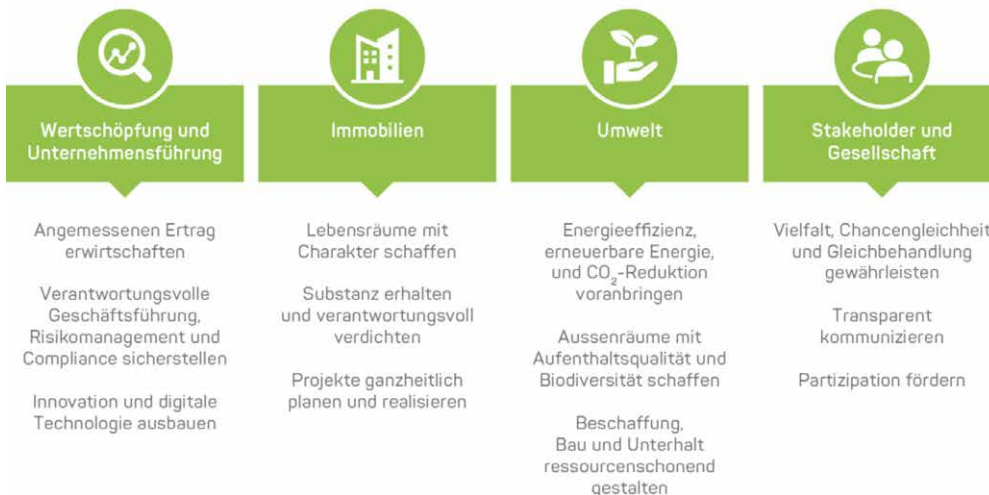 Wertschöpfung und
Unternehmensführung
Angemessenen Ertrag
erwirtschaften
Verantwortungsvolle
Geschäftsführung,
Risikomanagement und
Compliance sicherstellen
Innovation und digitale
Technologie ausbauen
Immobilien
Lebensräume mit
Charakter schaffen
Substanz erhalten
und verantwortungsvoll
verdichten
Projekte ganzheitlich
planen und realisieren
Umwelt
Energieeffizienz,
erneuerbare Energie,
und CO₂-Reduktion
voranbringen
Aussenräume mit
Aufenthaltsqualität und
Biodiversität schaffen
Beschaffung,
Bau und Unterhalt
ressourcenschonend
gestalten
Stakeholder und
Gesellschaft
Vielfalt, Chancengleichheit
und Gleichbehandlung
gewährleisten
Transparent
kommunizieren
Partizipation fördern